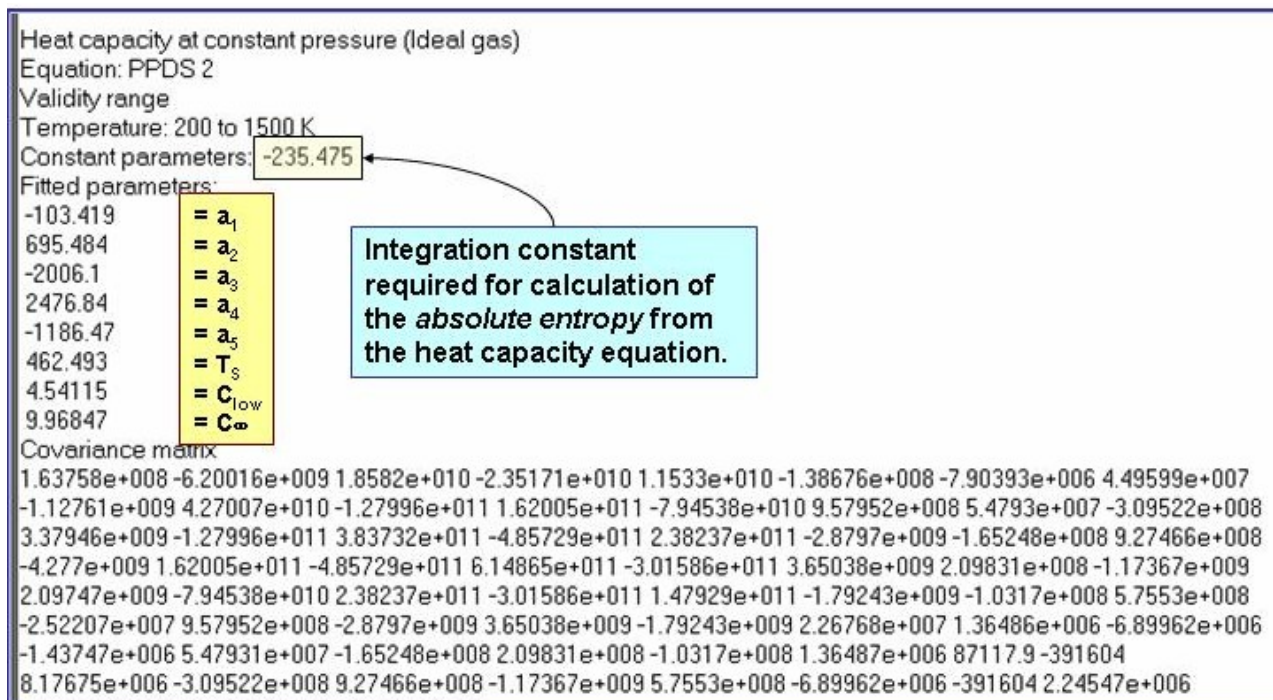 Heat capacity at constant pressure (Ideal gas)
Equation: PPDS 2
Validity range
Temperature: 200 to 1500 K
Constant parameters: -235.475
Fitted parameters:
-103.419 = a₁
695.484 = a₂
-2006.1 = a₃
2476.84 = a₄
-1186.47 = a₅
462.493 = Tₛ
4.54115 = Cₗₒw
9.96847 = C∞
Integration constant
required for calculation of
the absolute entropy from
the heat capacity equation.
Covariance matrix
1.63758e+008 -6.20016e+009 1.8582e+010 -2.35171e+010 1.1533e+010 -1.38676e+008 -7.90393e+006 4.49599e+007
-1.12761e+009 4.27007e+010 -1.27996e+011 1.62005e+011 -7.94538e+010 9.57952e+008 5.4793e+007 -3.09522e+008
3.37946e+009 -1.27996e+011 3.83732e+011 -4.85729e+011 2.38237e+011 -2.8797e+009 -1.65248e+008 9.27466e+008
-4.277e+009 1.62005e+011 -4.85729e+011 6.14865e+011 -3.01586e+011 3.65038e+009 2.09831e+008 -1.17367e+009
2.09747e+009 -7.94538e+010 2.38237e+011 -3.01586e+011 1.47929e+011 -1.79243e+009 -1.0317e+008 5.7553e+008
-2.52207e+007 9.57952e+008 -2.8797e+009 3.65038e+009 -1.79243e+009 2.26768e+007 1.36486e+006 -6.89962e+006
-1.43747e+006 5.47931e+007 -1.65248e+008 2.09831e+008 -1.0317e+008 1.36487e+006 87117.9 -391604
8.17675e+006 -3.09522e+008 9.27466e+008 -1.17367e+009 5.7553e+008 -6.89962e+006 -391604 2.24547e+006